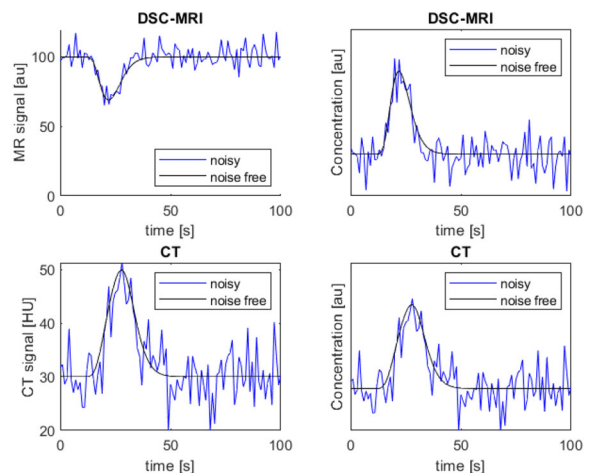 DSC-MRI
MR signal [au]
100
50
0
noisy
noise free
0
50
100
time [s]
DSC-MRI
Concentration [au]
noisy
noise free
0
50
100
time [s]
CT
CT signal [HU]
50
40
30
20
noisy
noise free
0
50
100
time [s]
CT
Concentration [au]
noisy
noise free
0
50
100
time [s]